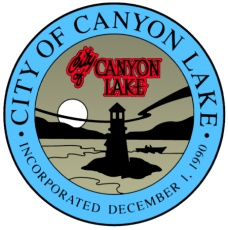 CITY OF CANYON LAKE
City of
CANYON
LAKE
INCORPORATED DECEMBER 1, 1990